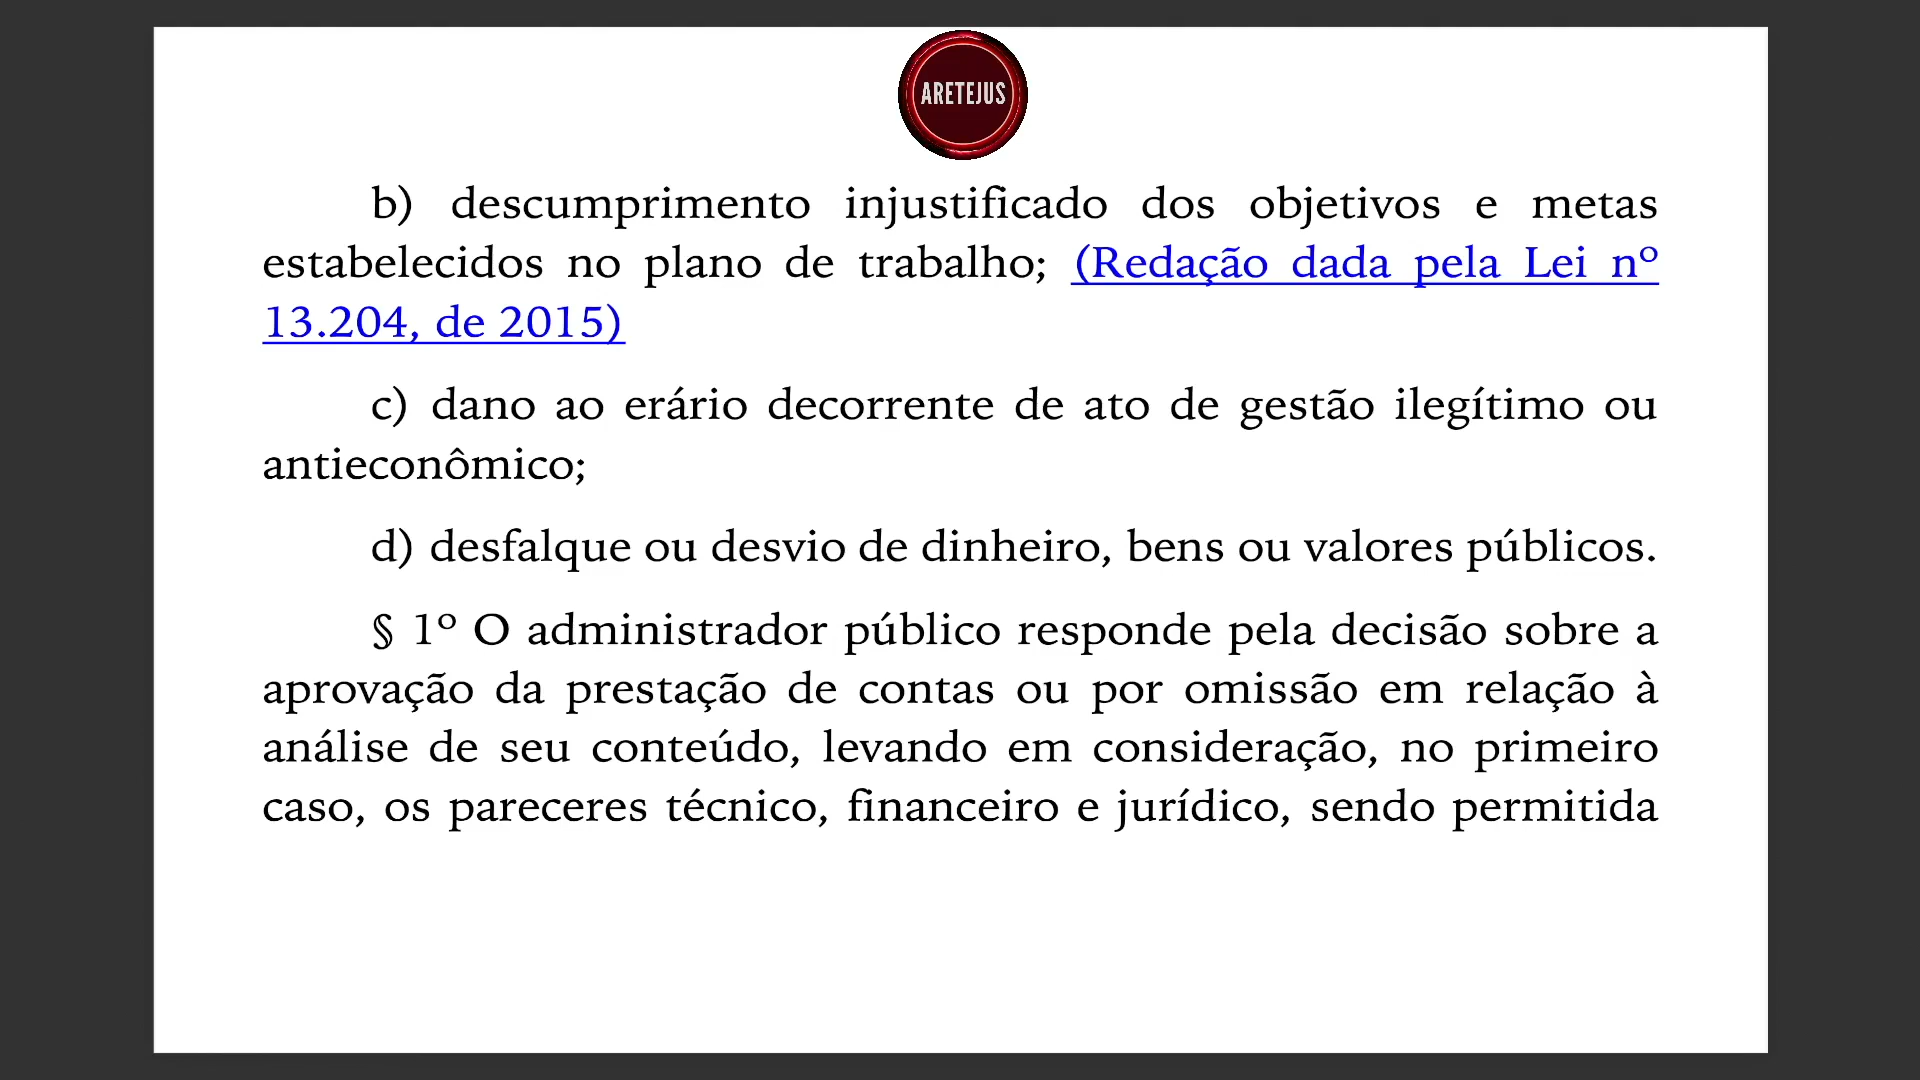 ARETEJUS
b) descumprimento injustificado dos objetivos e metas
estabelecidos no plano de trabalho; (Redação dada pela Lei nº
13.204, de 2015)
c) dano ao erário decorrente de ato de gestão ilegítimo ou
antieconômico;
d) desfalque ou desvio de dinheiro, bens ou valores públicos.
§ 1º O administrador público responde pela decisão sobre a
aprovação da prestação de contas ou por omissão em relação à
análise de seu conteúdo, levando em consideração, no primeiro
caso, os pareceres técnico, financeiro e jurídico, sendo permitida